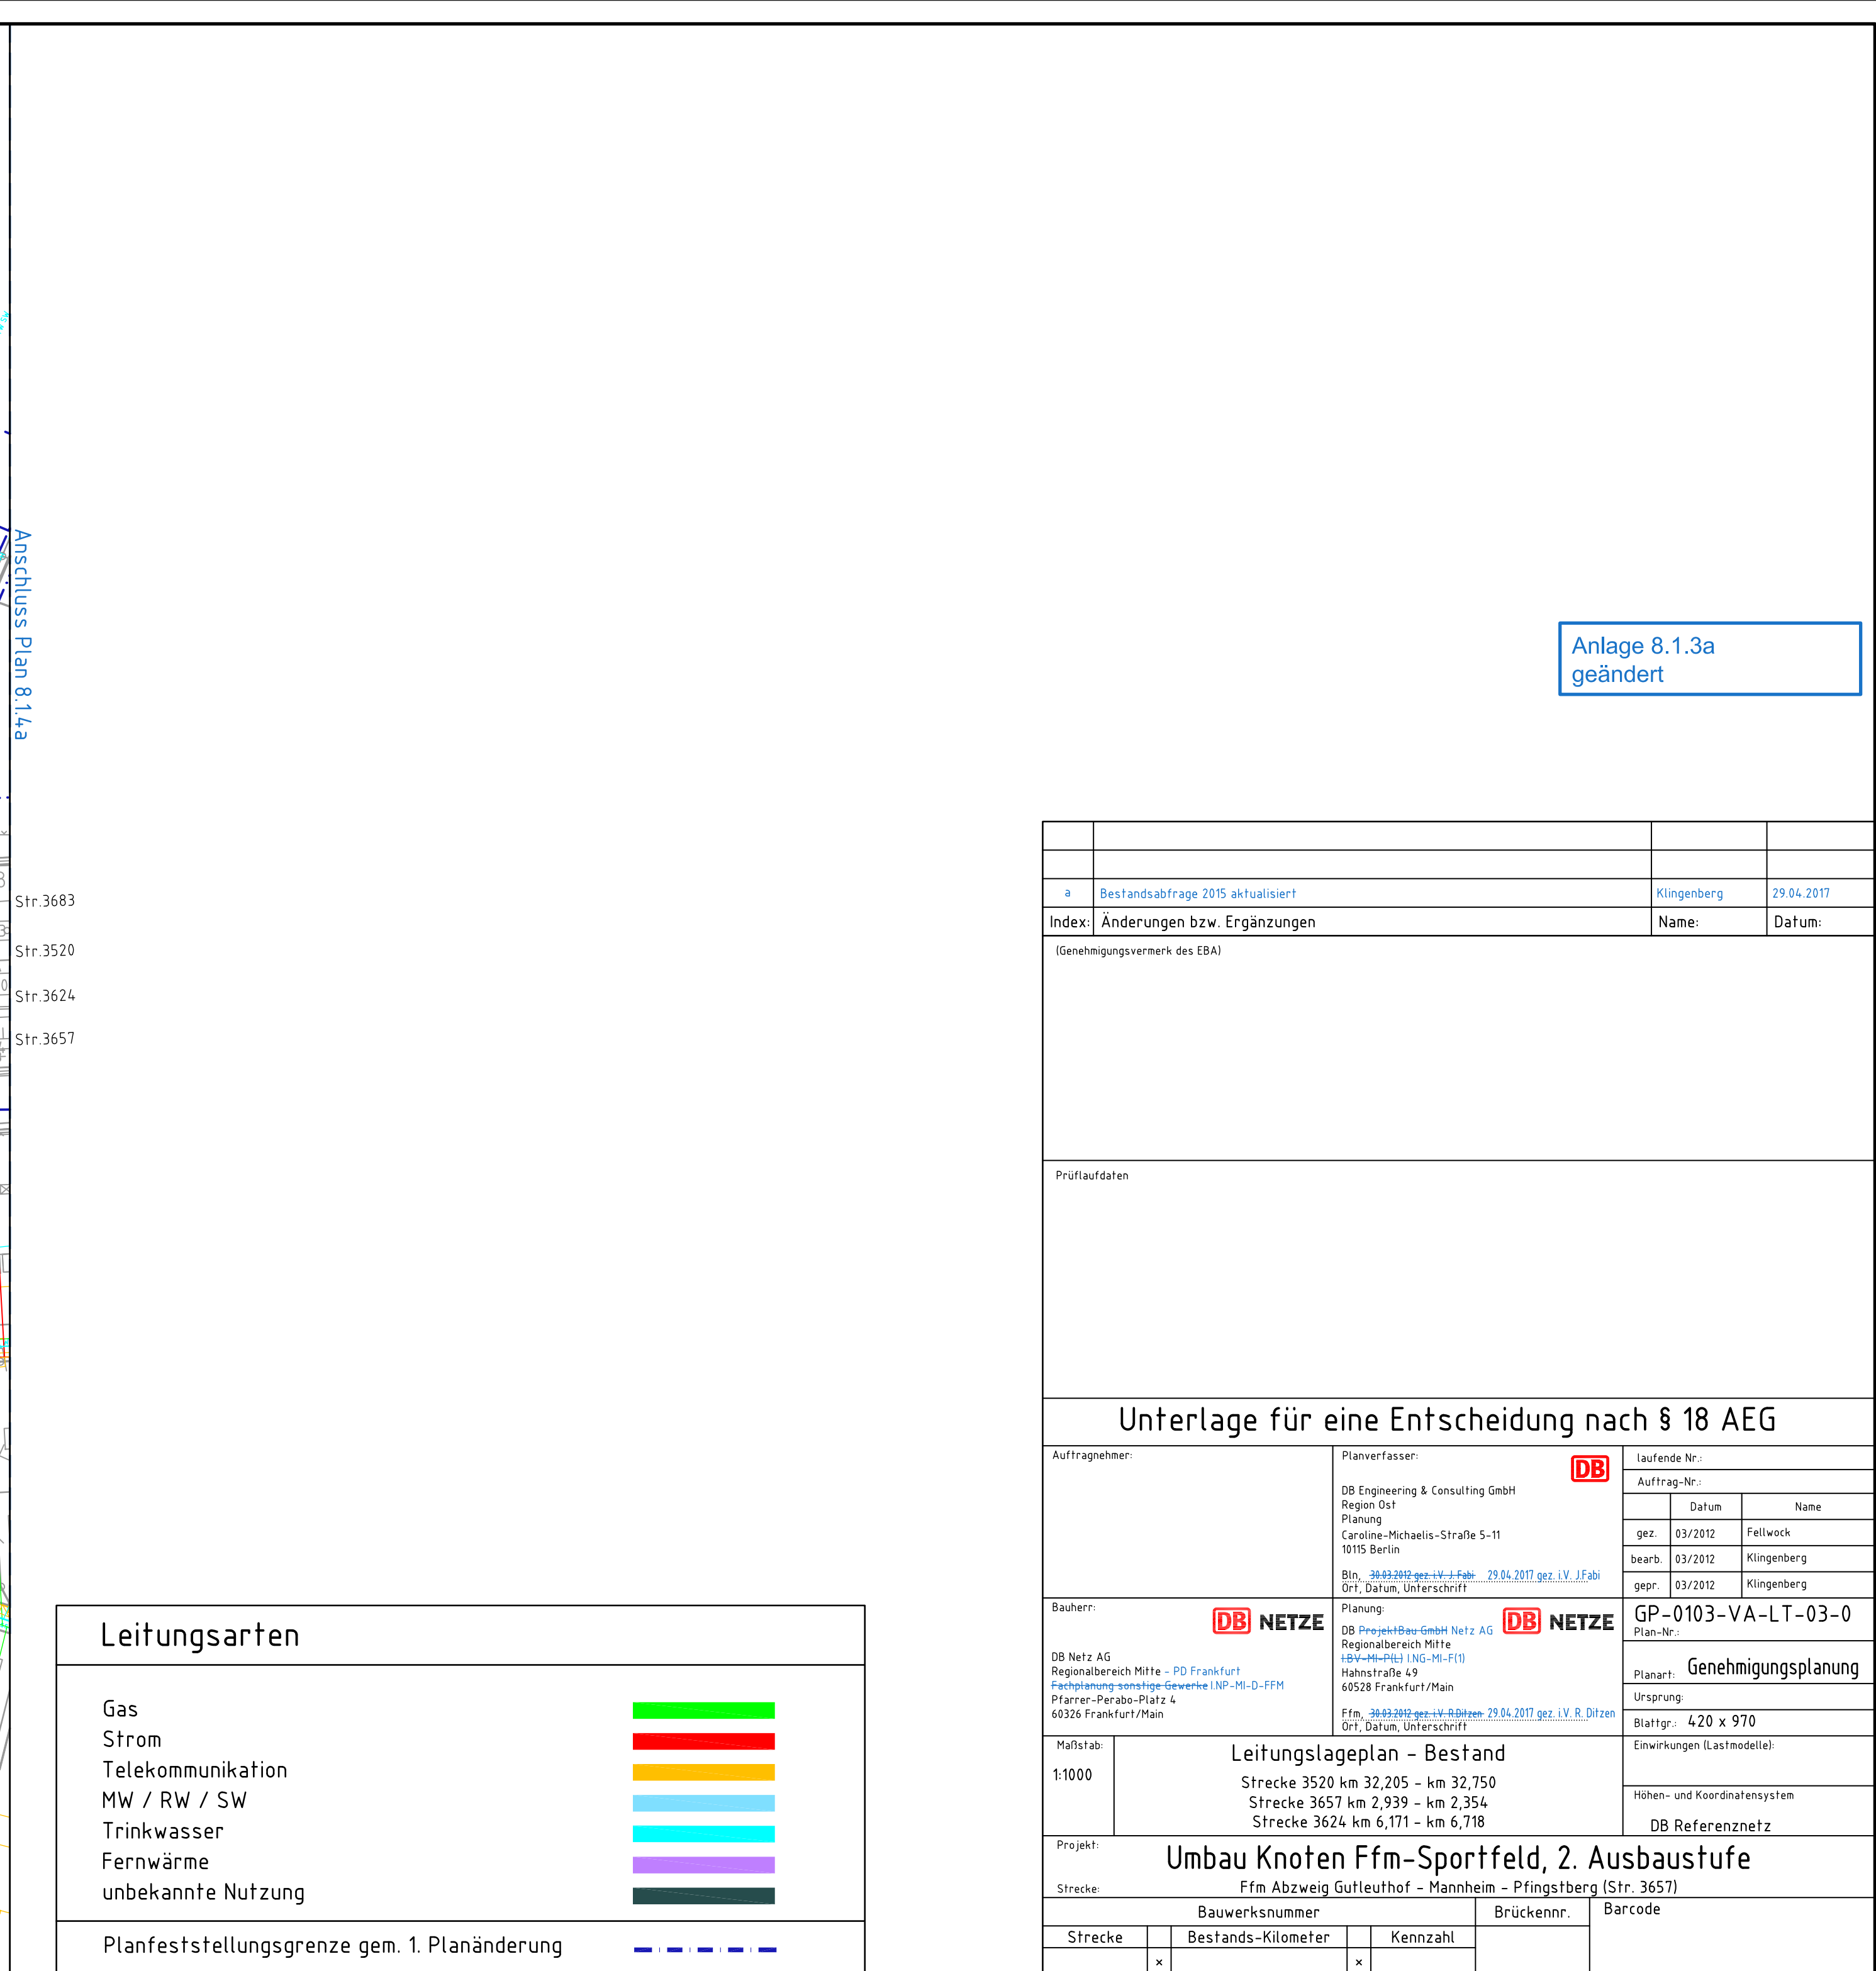 Anschluss Plan 8.1.4a
Str.3683
Str.3520
Str.3624
Str.3657
Anlage 8.1.3a
geändert
a Bestandsabfrage 2015 aktualisiert Klingenberg 29.04.2017
Index: Änderungen bzw. Ergänzungen Name: Datum:
(Genehmigungsvermerk des EBA)
Prüflaufdaten
Unterlage für eine Entscheidung nach § 18 AEG
Auftragnehmer:
Planverfasser:
DB
DB Engineering & Consulting GmbH
Region Ost
Planung
Caroline-Michaelis-Straße 5-11
10115 Berlin
Bln, 30.03.2012 gez. i.V. J. Fabi 29.04.2017 gez. i.V. J.Fabi
Ort, Datum, Unterschrift
laufende Nr.:
Auftrag-Nr.:
Datum Name
gez. 03/2012 Fellwock
bearb. 03/2012 Klingenberg
gepr. 03/2012 Klingenberg
Bauherr:
DB NETZE
DB Netz AG
Regionalbereich Mitte - PD Frankfurt
Fachplanung sonstige Gewerke I.NP-MI-D-FFM
Pfarrer-Perabo-Platz 4
60326 Frankfurt/Main
Planung:
DB NETZE
DB ProjektBau GmbH Netz AG
Regionalbereich Mitte
I.BV-MI-P(L) I.NG-MI-F(1)
Hahnstraße 49
60528 Frankfurt/Main
Ffm, 30.03.2012 gez. i.V. R.Ditzen 29.04.2017 gez. i.V. R. Ditzen
Ort, Datum, Unterschrift
GP-0103-VA-LT-03-0
Plan-Nr.:
Planart: Genehmigungsplanung
Ursprung:
Blattgr.: 420 x 970
Maßstab:
1:1000
Leitungslageplan - Bestand
Strecke 3520 km 32,205 - km 32,750
Strecke 3657 km 2,939 - km 2,354
Strecke 3624 km 6,171 - km 6,718
Einwirkungen (Lastmodelle):
Höhen- und Koordinatensystem
DB Referenznetz
Projekt:
Umbau Knoten Ffm-Sportfeld, 2. Ausbaustufe
Strecke: Ffm Abzweig Gutleuthof - Mannheim - Pfingstberg (Str. 3657)
Bauwerksnummer Brückennr. Barcode
Strecke Bestands-Kilometer Kennzahl
x x
Leitungsarten
Gas
Strom
Telekommunikation
MW / RW / SW
Trinkwasser
Fernwärme
unbekannte Nutzung
Planfeststellungsgrenze gem. 1. Planänderung